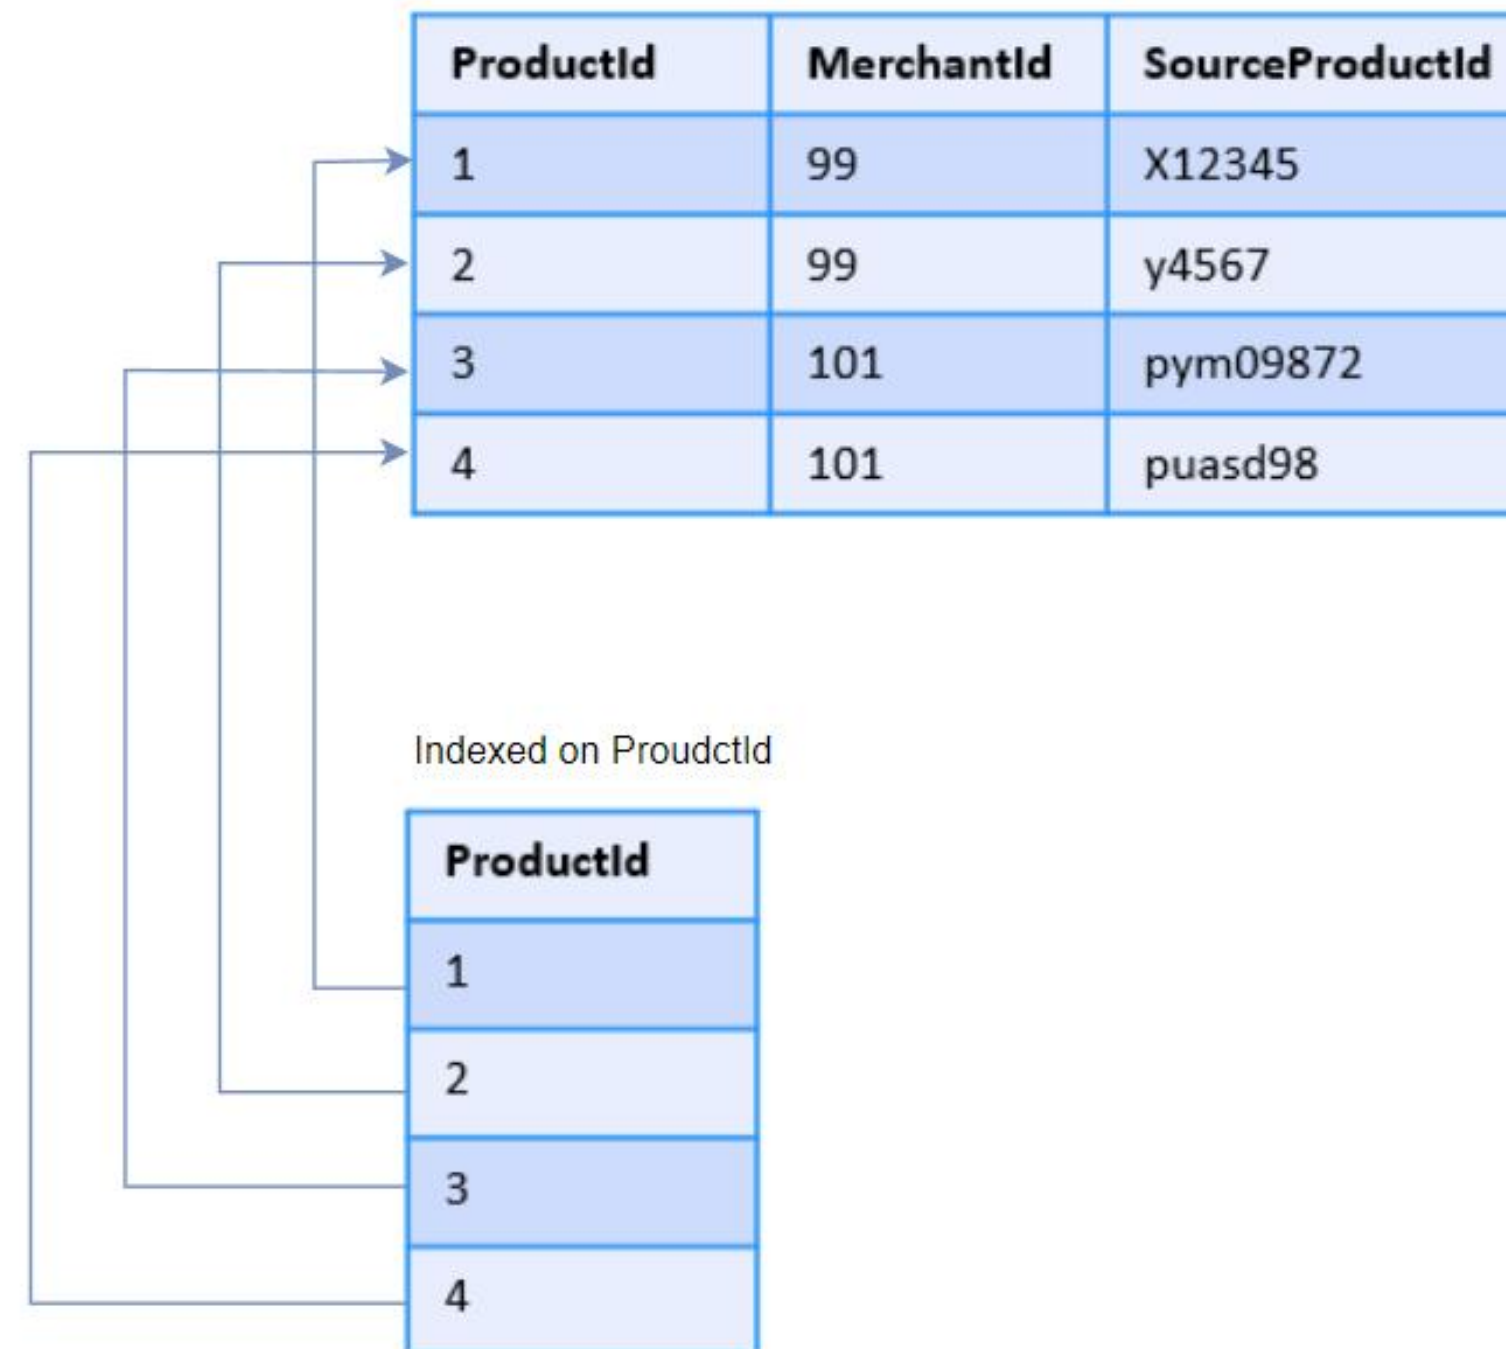 ProductId MerchantId SourceProductId
1 99 X12345
2 99 y4567
3 101 pym09872
4 101 puasd98
Indexed on ProudctId
ProductId
1
2
3
4